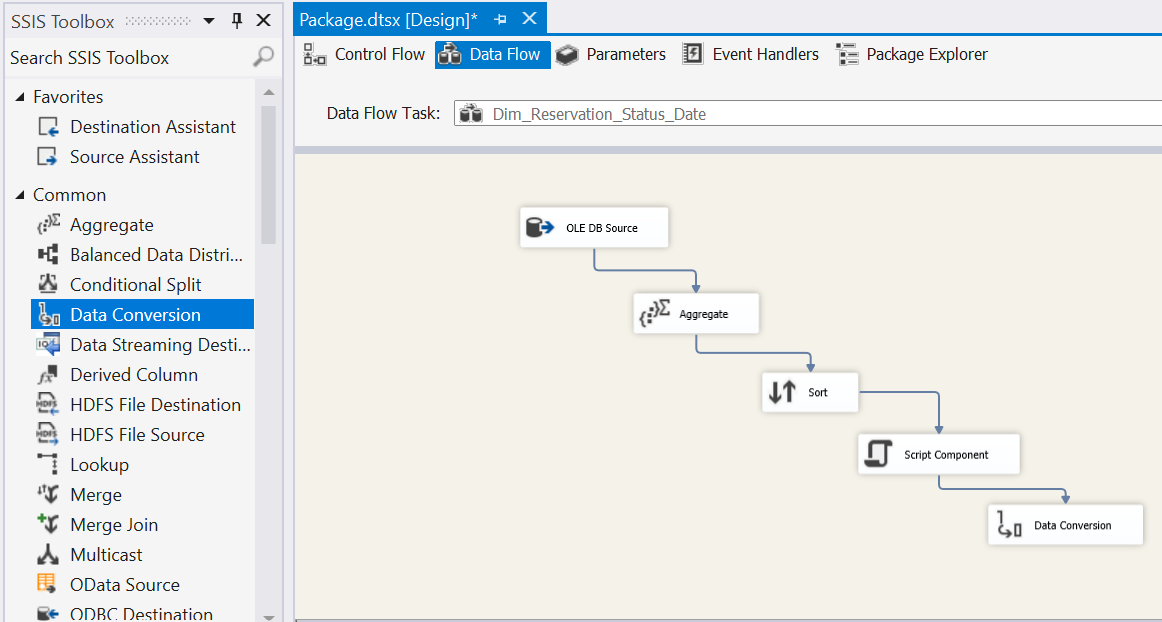 SSIS Toolbox
Search SSIS Toolbox
Favorites
Destination Assistant
Source Assistant
Common
Aggregate
Balanced Data Distri...
Conditional Split
Data Conversion
Data Streaming Desti...
Derived Column
HDFS File Destination
HDFS File Source
Lookup
Merge
Merge Join
Multicast
OData Source
ODBC Destination
Package.dtsx [Design]*
Control Flow
Data Flow
Parameters
Event Handlers
Package Explorer
Data Flow Task:
Dim_Reservation_Status_Date
OLE DB Source
Aggregate
Sort
Script Component
Data Conversion